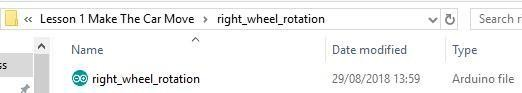 « Lesson 1 Make The Car Move > right_wheel_rotation
Search r
Name Date modified Type
ss
right_wheel_rotation 29/08/2018 13:59 Arduino file